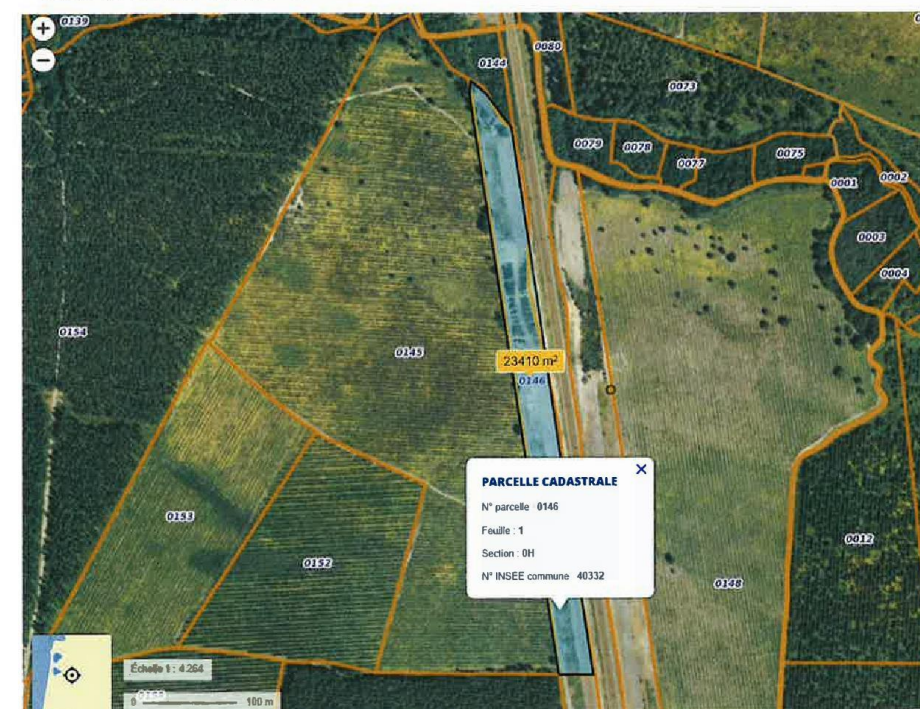 +
0139
−
0144
0080
0073
0079
0078
0077
0075
0001
0002
0003
0004
0154
0145
23410 m²
0146
PARCELLE CADASTRALE
×
N° parcelle : 0146
Feuille : 1
Section : 0H
N° INSEE commune 40332
0153
0152
0012
0148
Échelle 1 : 4 264
0 100 m